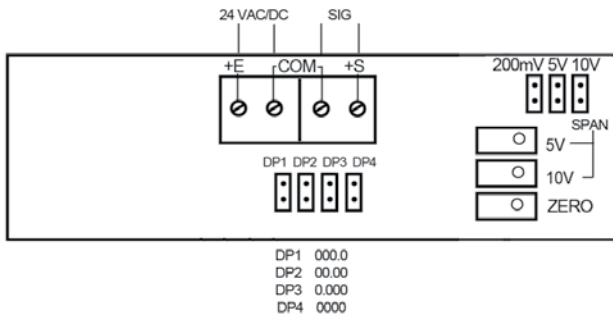 24 VAC/DC SIG
+E COM +S
200mV 5V 10V
SPAN
5V
10V
ZERO
DP1 DP2 DP3 DP4
DP1 000.0
DP2 00.00
DP3 0.000
DP4 0000